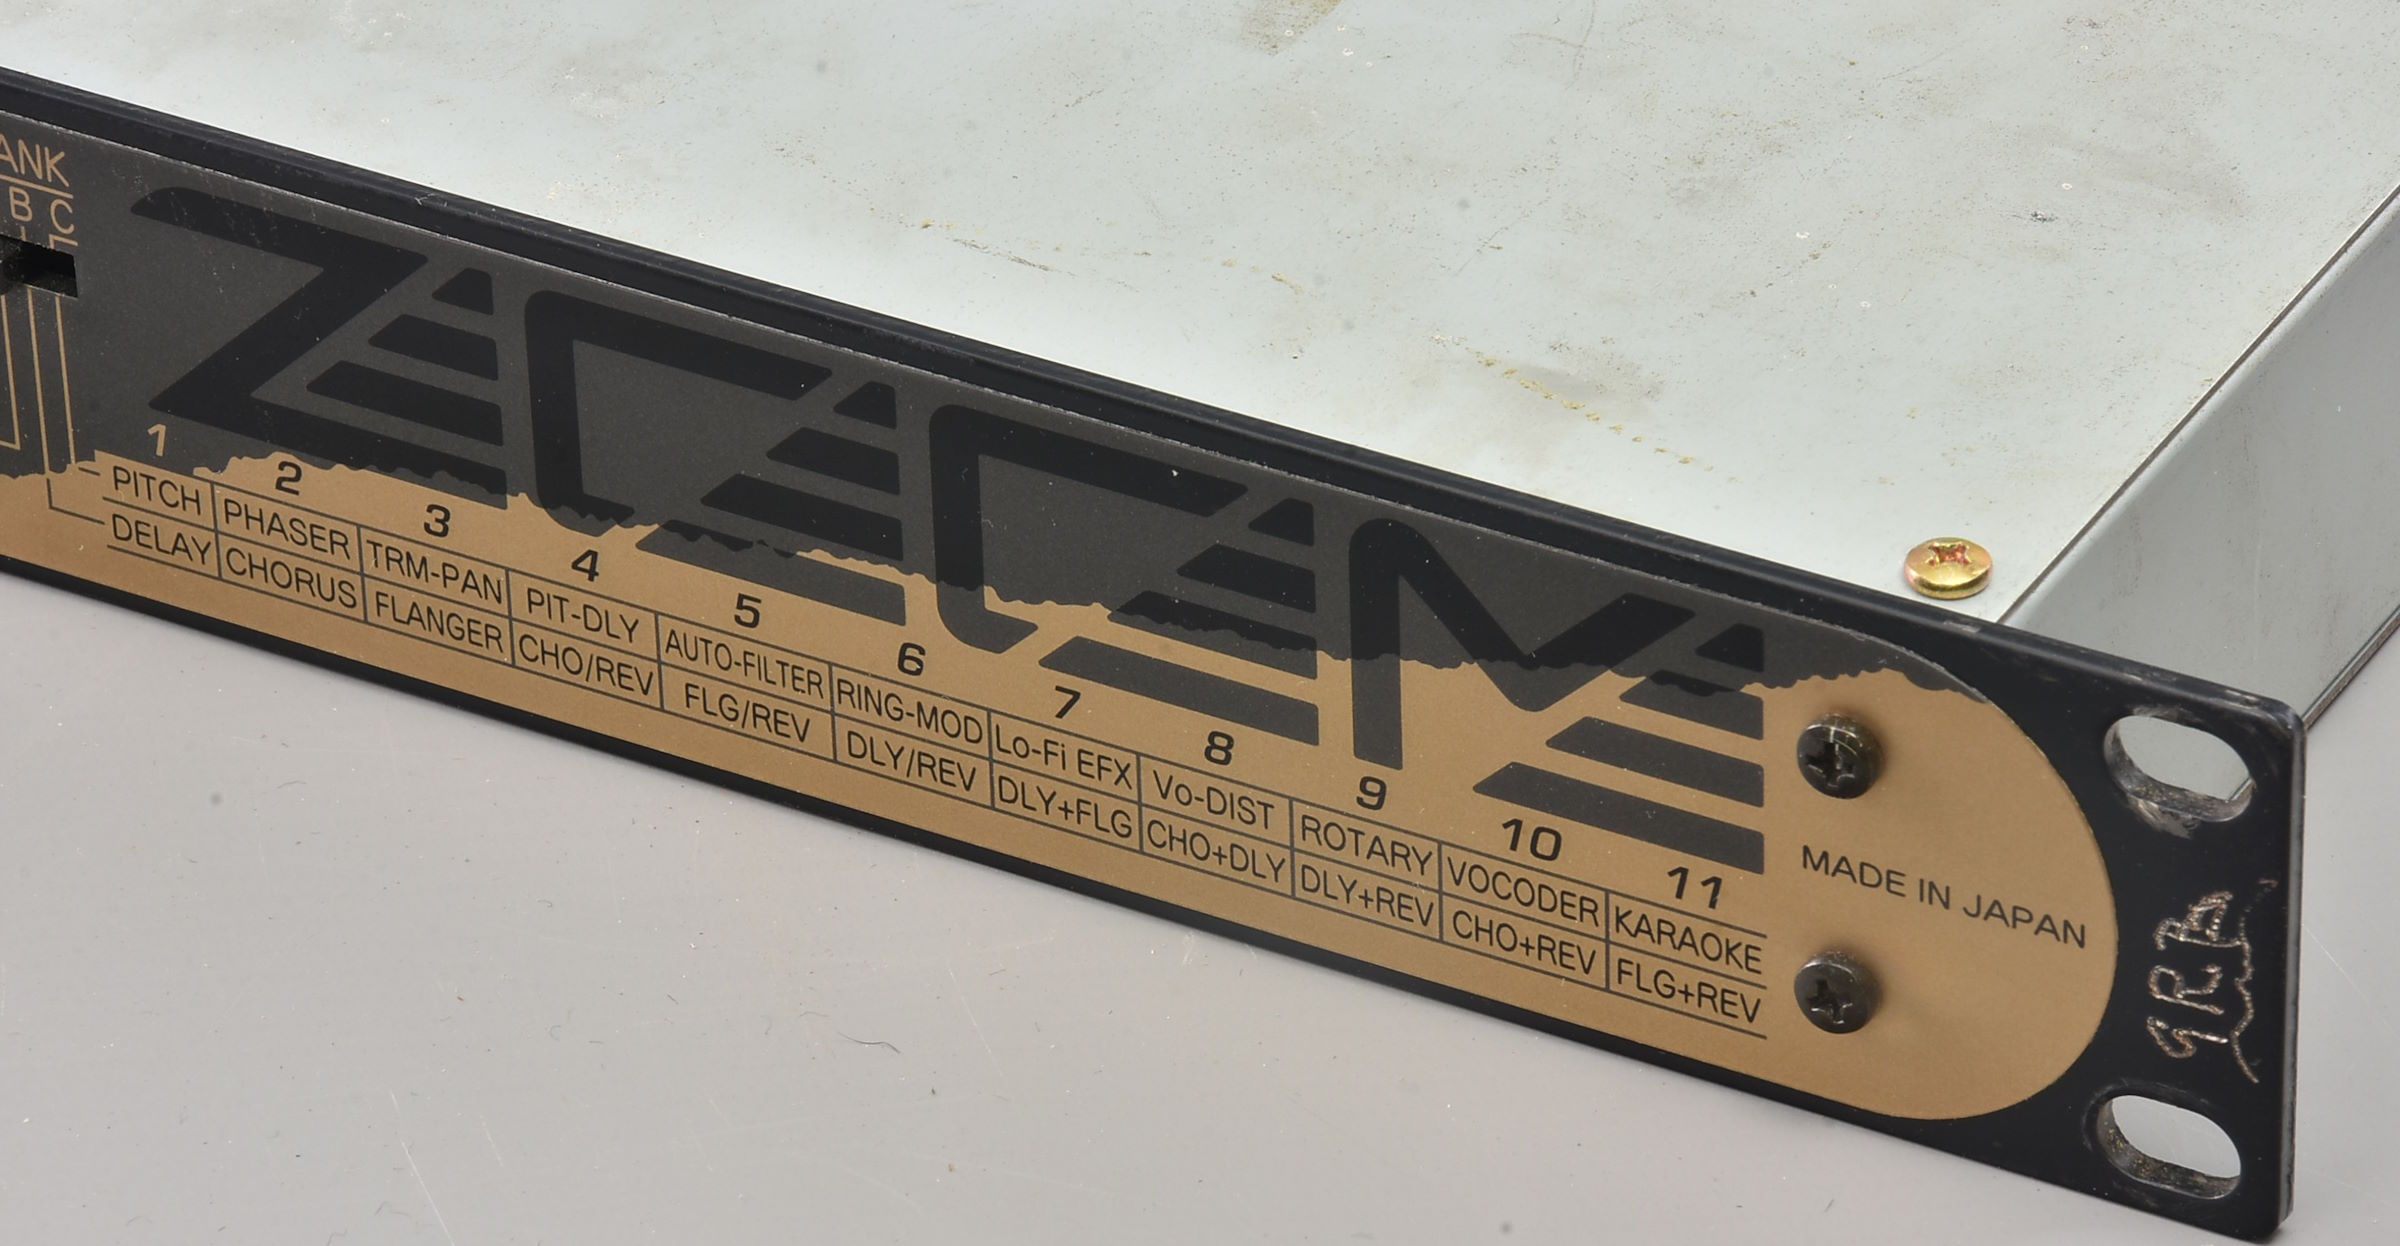 ANK
B C
ZOOM
1 2 3 4 5 6 7 8 9 10 11
PITCH PHASER TRM-PAN PIT-DLY AUTO-FILTER RING-MOD Lo-Fi EFX Vo-DIST ROTARY VOCODER KARAOKE
DELAY CHORUS FLANGER CHO/REV FLG/REV DLY/REV DLY+FLG CHO+DLY DLY+REV CHO+REV FLG+REV
MADE IN JAPAN